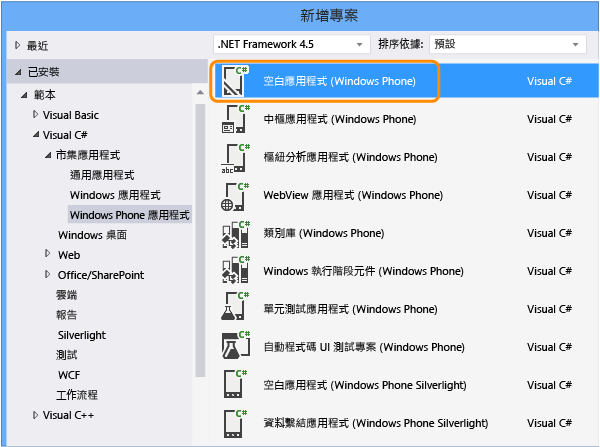 新增專案
最近
.NET Framework 4.5
排序依據:
預設
已安裝
範本
Visual Basic
Visual C#
市集應用程式
通用應用程式
Windows 應用程式
Windows Phone 應用程式
Windows 桌面
Web
Office/SharePoint
雲端
報告
Silverlight
測試
WCF
工作流程
Visual C++
C# 空白應用程式 (Windows Phone) Visual C#
C# 中樞應用程式 (Windows Phone) Visual C#
C# abc 樞紐分析應用程式 (Windows Phone) Visual C#
C# WebView 應用程式 (Windows Phone) Visual C#
C# 類別庫 (Windows Phone) Visual C#
C# Windows 執行階段元件 (Windows Phone) Visual C#
C# 單元測試應用程式 (Windows Phone) Visual C#
C# 自動程式碼 UI 測試專案 (Windows Phone) Visual C#
C# 空白應用程式 (Windows Phone Silverlight) Visual C#
C# 資料繫結應用程式 (Windows Phone Silverlight) Visual C#